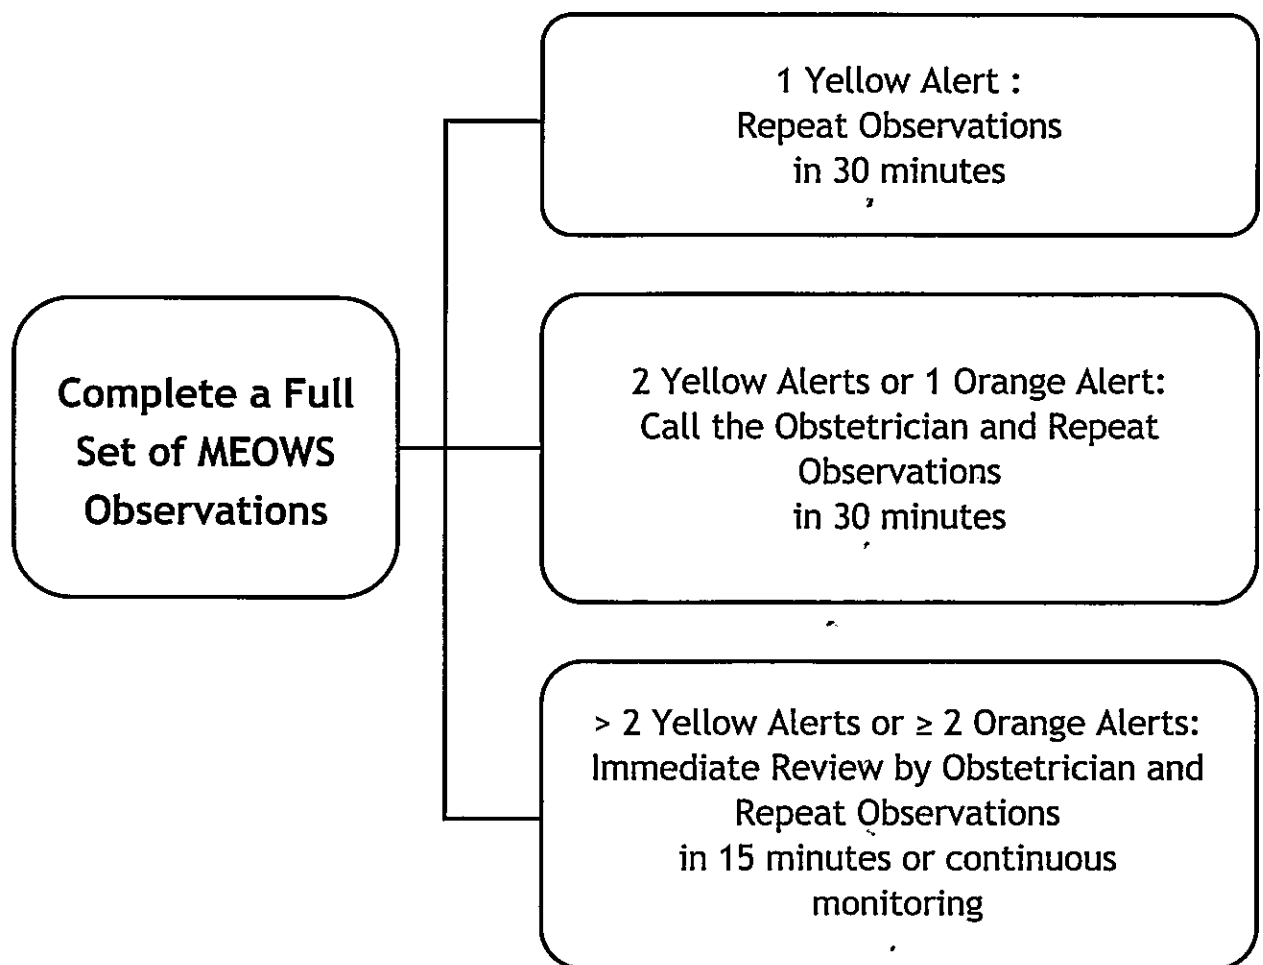 1 Yellow Alert :
Repeat Observations
in 30 minutes
Complete a Full
Set of MEOWS
Observations
2 Yellow Alerts or 1 Orange Alert:
Call the Obstetrician and Repeat
Observations
in 30 minutes
> 2 Yellow Alerts or ≥ 2 Orange Alerts:
Immediate Review by Obstetrician and
Repeat Observations
in 15 minutes or continuous
monitoring